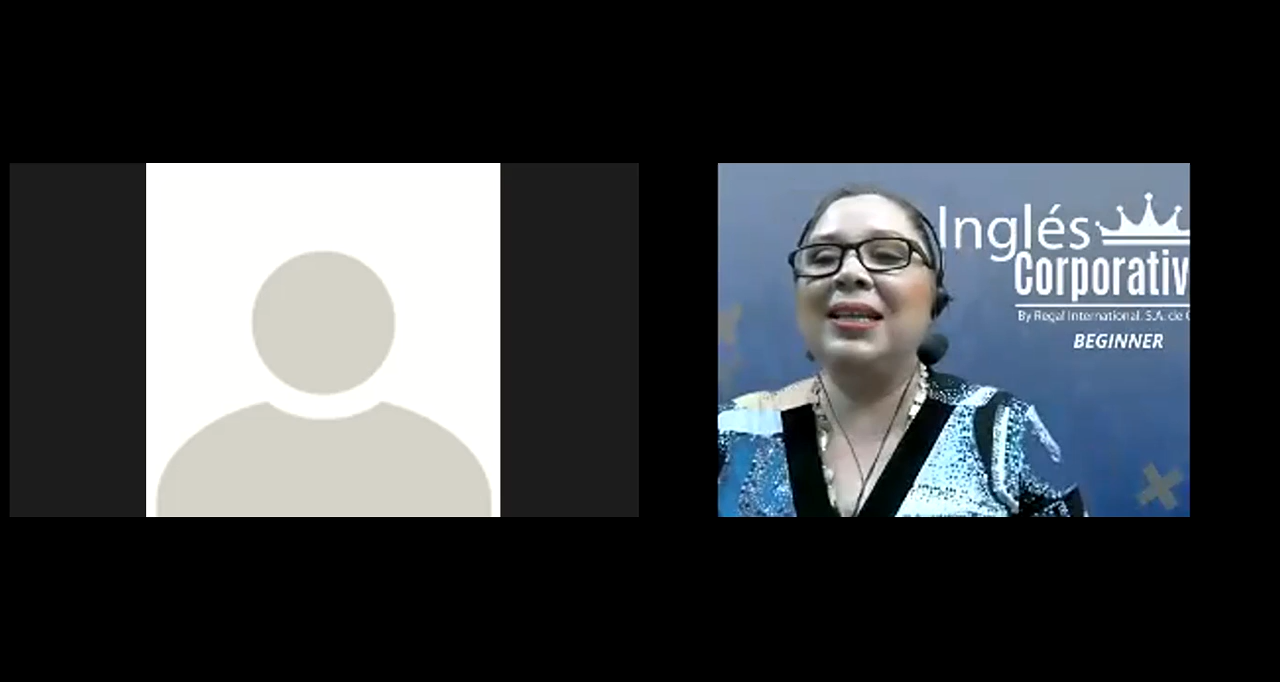 Inglés
Corporativ
By Regal International, S.A. de C
BEGINNER